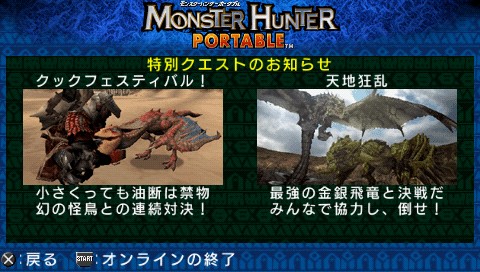 モンスターハンターポータブル
MONSTER HUNTER
PORTABLE™
特別クエストのお知らせ
クックフェスティバル！
天地狂乱
小さくっても油断は禁物
幻の怪鳥との連続対決！
最強の金銀飛竜と決戦だ
みんなで協力し、倒せ！
:戻る START :オンラインの終了